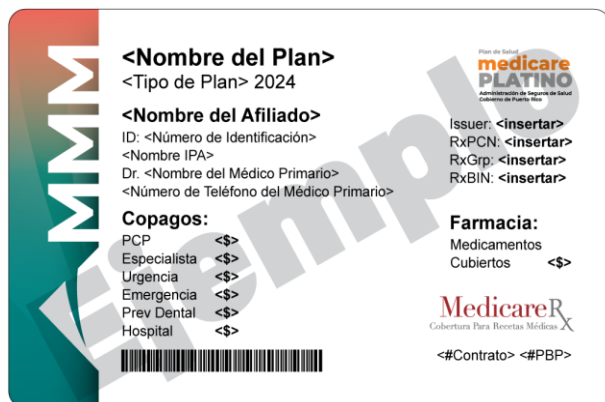 MMM
<Nombre del Plan>
<Tipo de Plan> 2024
<Nombre del Afiliado>
ID: <Número de Identificación>
<Nombre IPA>
Dr. <Nombre del Médico Primario>
<Número de Teléfono del Médico Primario>
Copagos:
PCP <$>
Especialista <$>
Urgencia <$>
Emergencia <$>
Prev Dental <$>
Hospital <$>
Plan de Salud
medicare
PLATINO
Administración de Seguros de Salud
Gobierno de Puerto Rico
Issuer: <insertar>
RxPCN: <insertar>
RxGrp: <insertar>
RxBIN: <insertar>
Farmacia:
Medicamentos
Cubiertos <$>
MedicareRx
Cobertura Para Recetas Médicas
<#Contrato> <#PBP>
Ejemplo